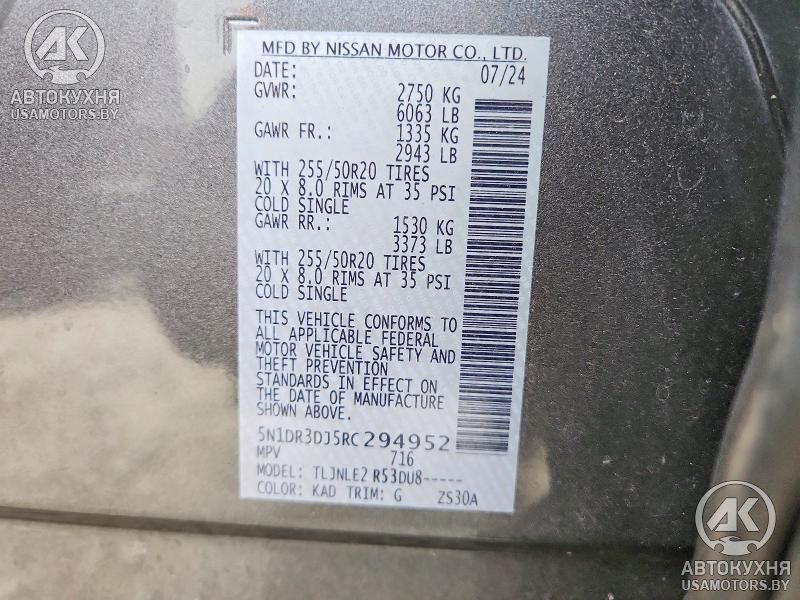 АК
АВТОКУХНЯ
USAMOTORS.BY
MFD BY NISSAN MOTOR CO., LTD.
DATE: 07/24
GVWR: 2750 KG
6063 LB
GAWR FR.: 1335 KG
2943 LB
WITH 255/50R20 TIRES
20 X 8.0 RIMS AT 35 PSI
COLD SINGLE
GAWR RR.: 1530 KG
3373 LB
WITH 255/50R20 TIRES
20 X 8.0 RIMS AT 35 PSI
COLD SINGLE
THIS VEHICLE CONFORMS TO
ALL APPLICABLE FEDERAL
MOTOR VEHICLE SAFETY AND
THEFT PREVENTION
STANDARDS IN EFFECT ON
THE DATE OF MANUFACTURE
SHOWN ABOVE.
5N1DR3DJ5RC294952
MPV 716
MODEL: TLJNLE2 R53DU8-----
COLOR: KAD TRIM: G ZS30A
АК
АВТОКУХНЯ
USAMOTORS.BY